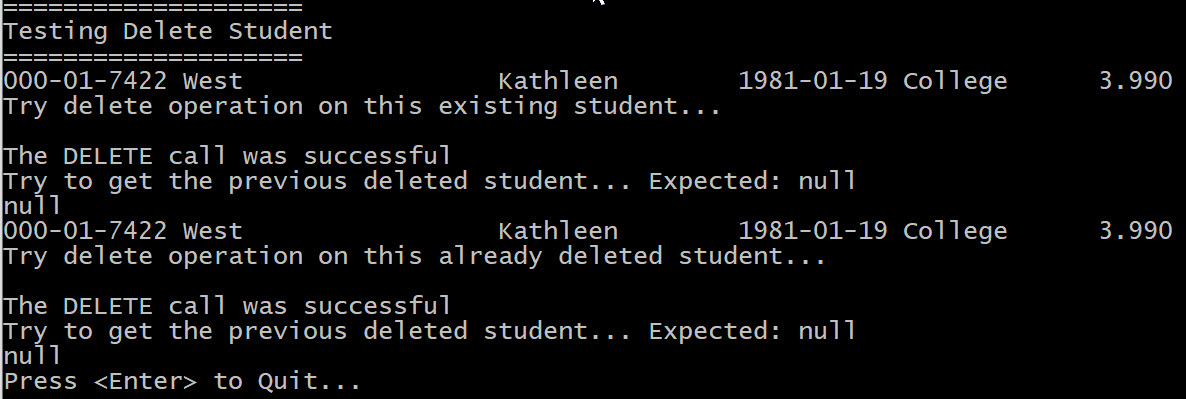 ====================
Testing Delete Student
====================
000-01-7422 West                 Kathleen        1981-01-19 College      3.990
Try delete operation on this existing student...

The DELETE call was successful
Try to get the previous deleted student... Expected: null
null
000-01-7422 West                 Kathleen        1981-01-19 College      3.990
Try delete operation on this already deleted student...

The DELETE call was successful
Try to get the previous deleted student... Expected: null
null
Press <Enter> to Quit...